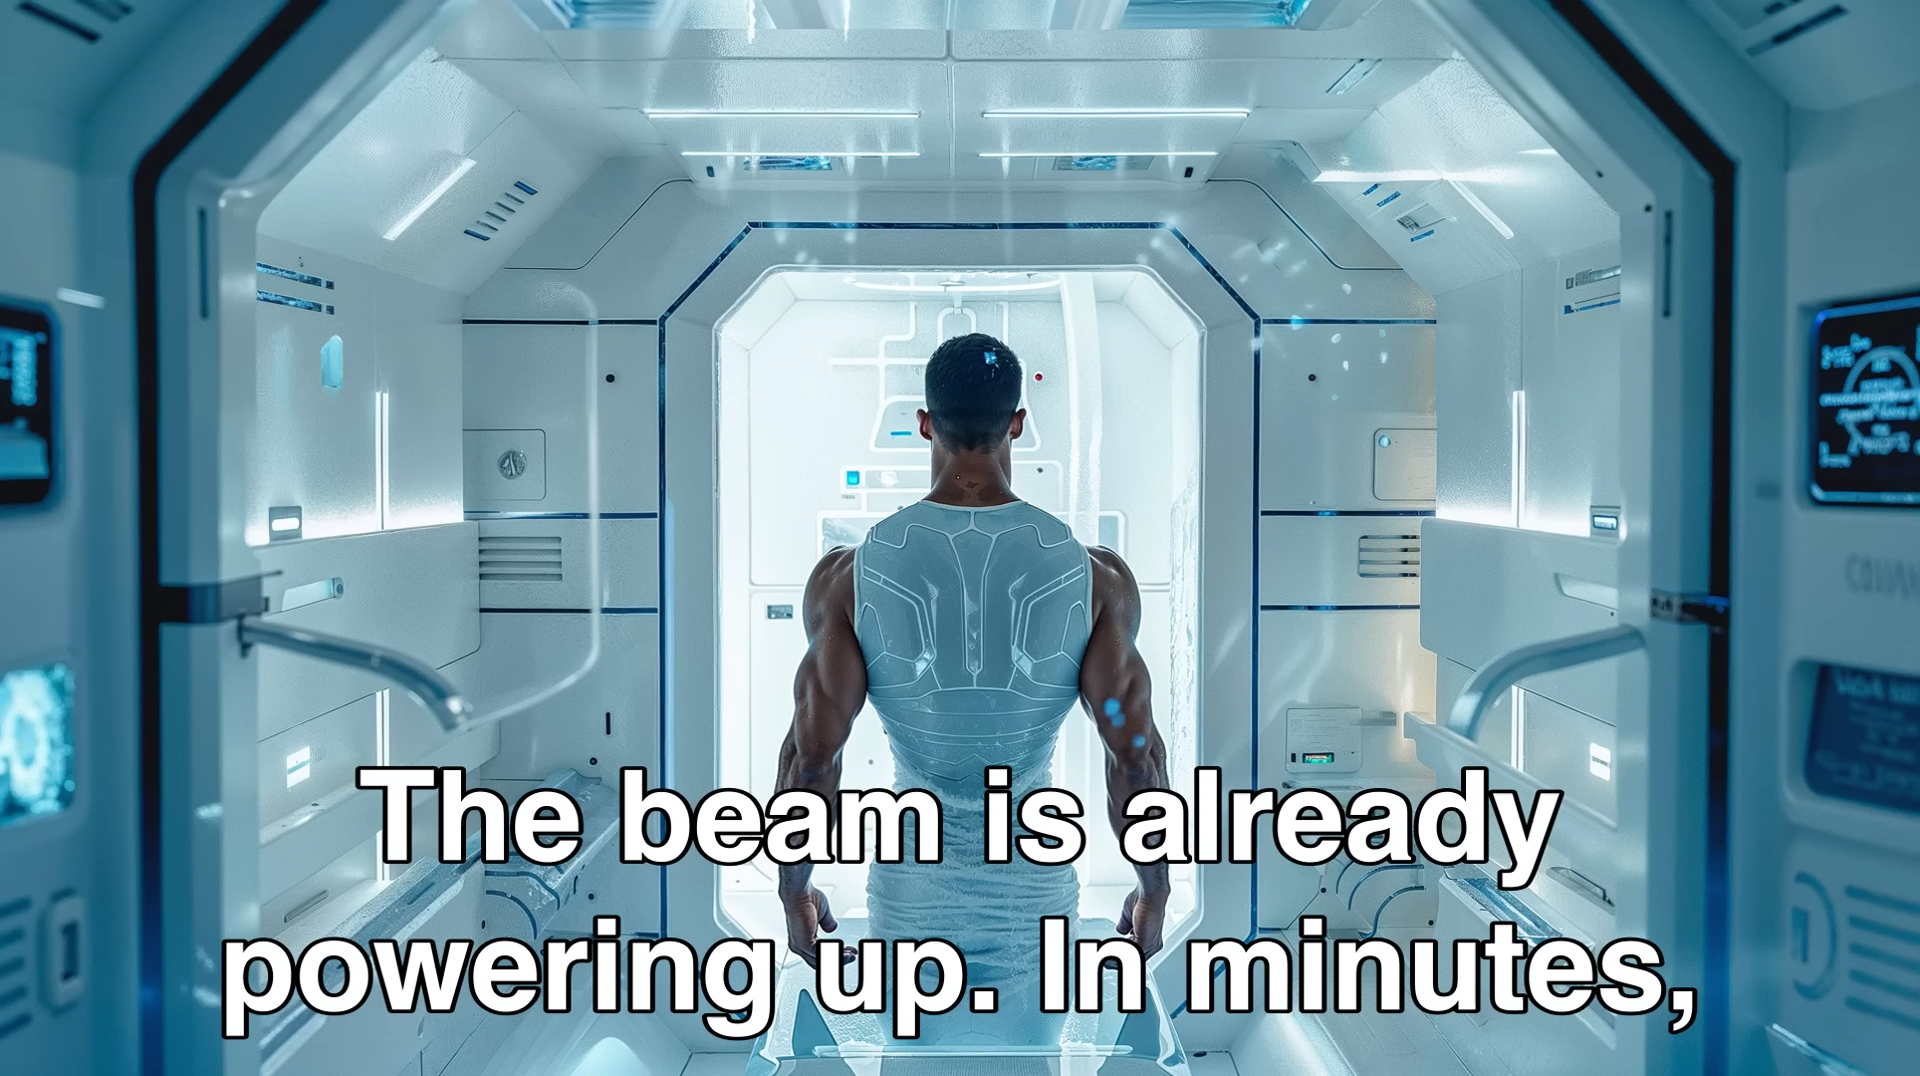 The beam is already
powering up. In minutes,